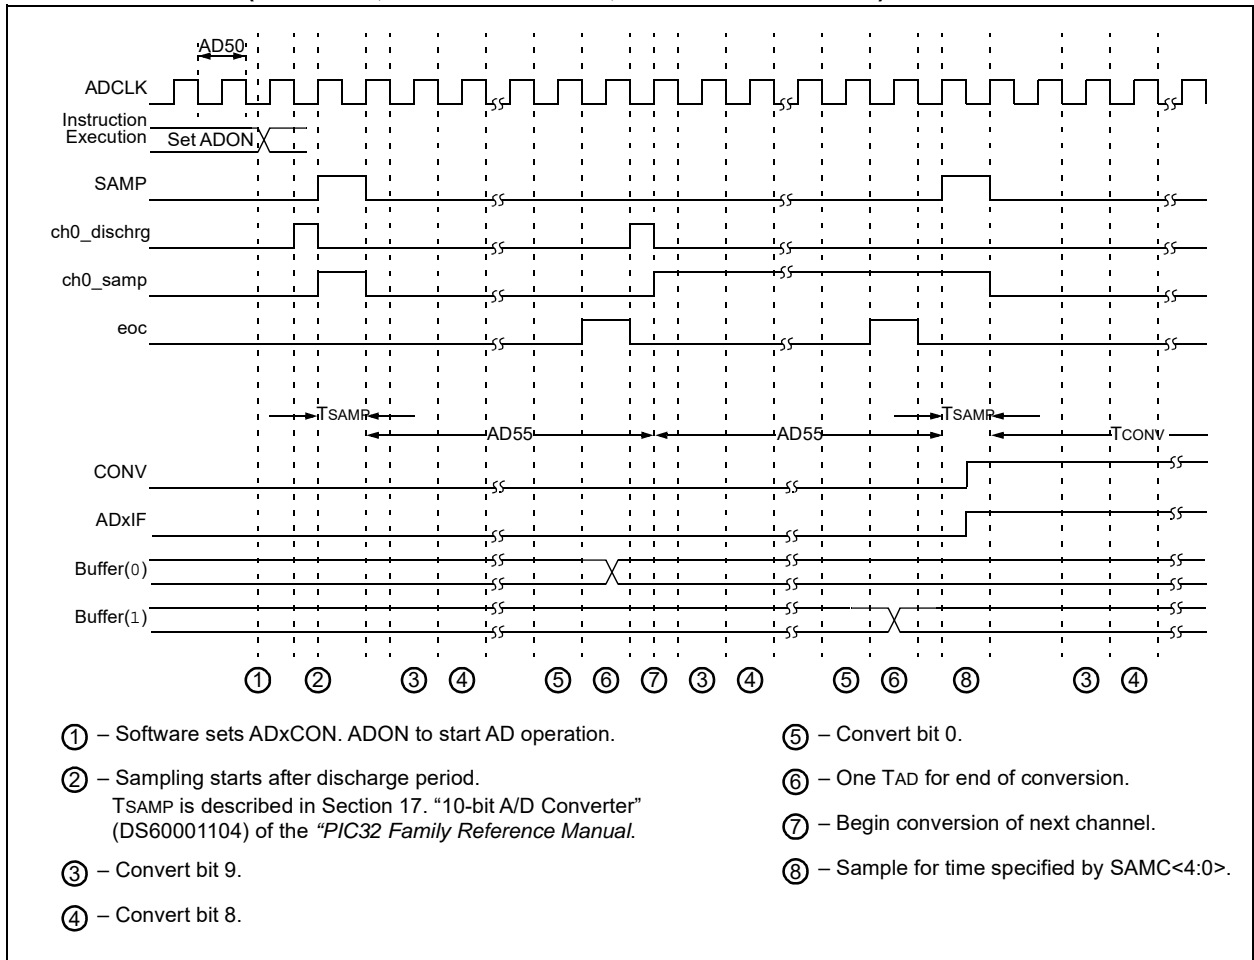 AD50
ADCLK
Instruction
Execution
Set ADON
SAMP
ch0_dischrg
ch0_samp
eoc
TSAMP
TSAMP
AD55
AD55
TCONV
CONV
ADxIF
Buffer(0)
Buffer(1)
1 2 3 4 5 6 7 3 4 5 6 8 3 4
1 – Software sets ADxCON. ADON to start AD operation.
2 – Sampling starts after discharge period.
TSAMP is described in Section 17. “10-bit A/D Converter”
(DS60001104) of the “PIC32 Family Reference Manual.
3 – Convert bit 9.
4 – Convert bit 8.
5 – Convert bit 0.
6 – One TAD for end of conversion.
7 – Begin conversion of next channel.
8 – Sample for time specified by SAMC<4:0>.